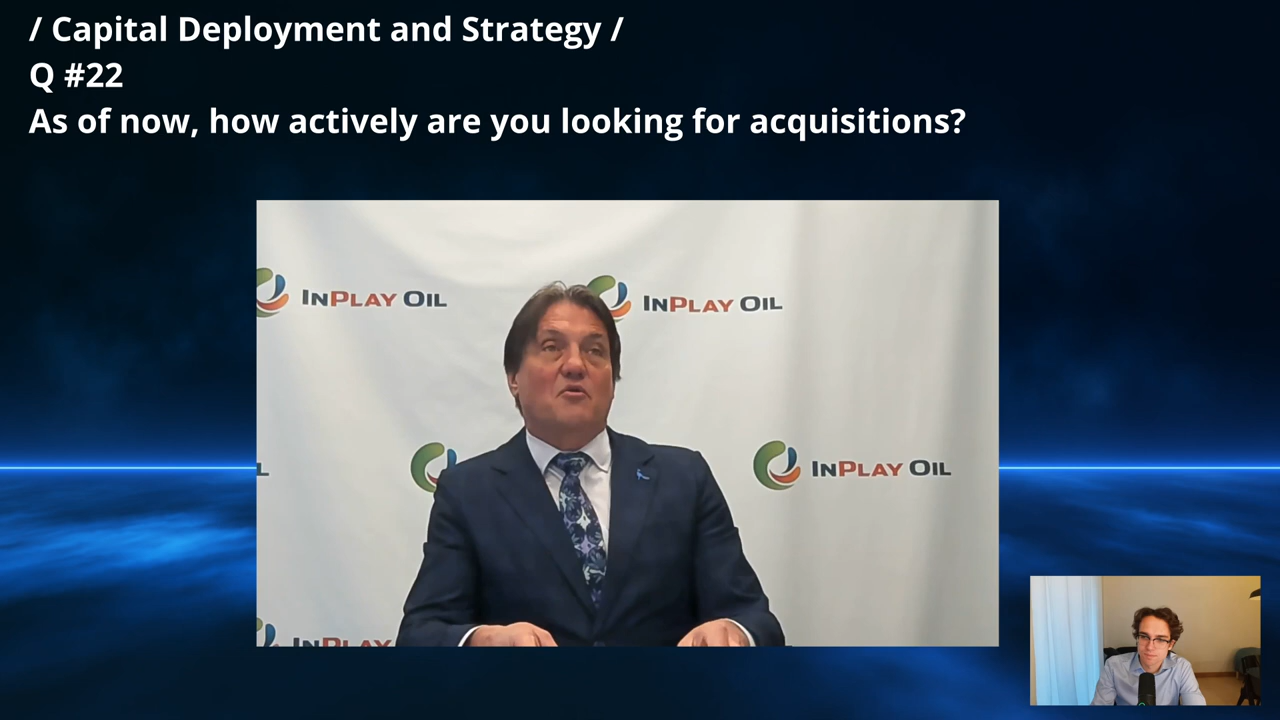 / Capital Deployment and Strategy /
Q #22
As of now, how actively are you looking for acquisitions?
INPLAY OIL
INPLAY OIL
L
INPLAY OIL
INPLAY